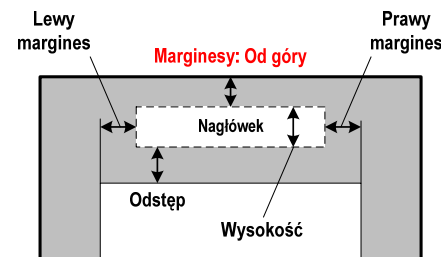 Lewy
margines
Prawy
margines
Marginesy: Od góry
Nagłówek
Odstęp
Wysokość